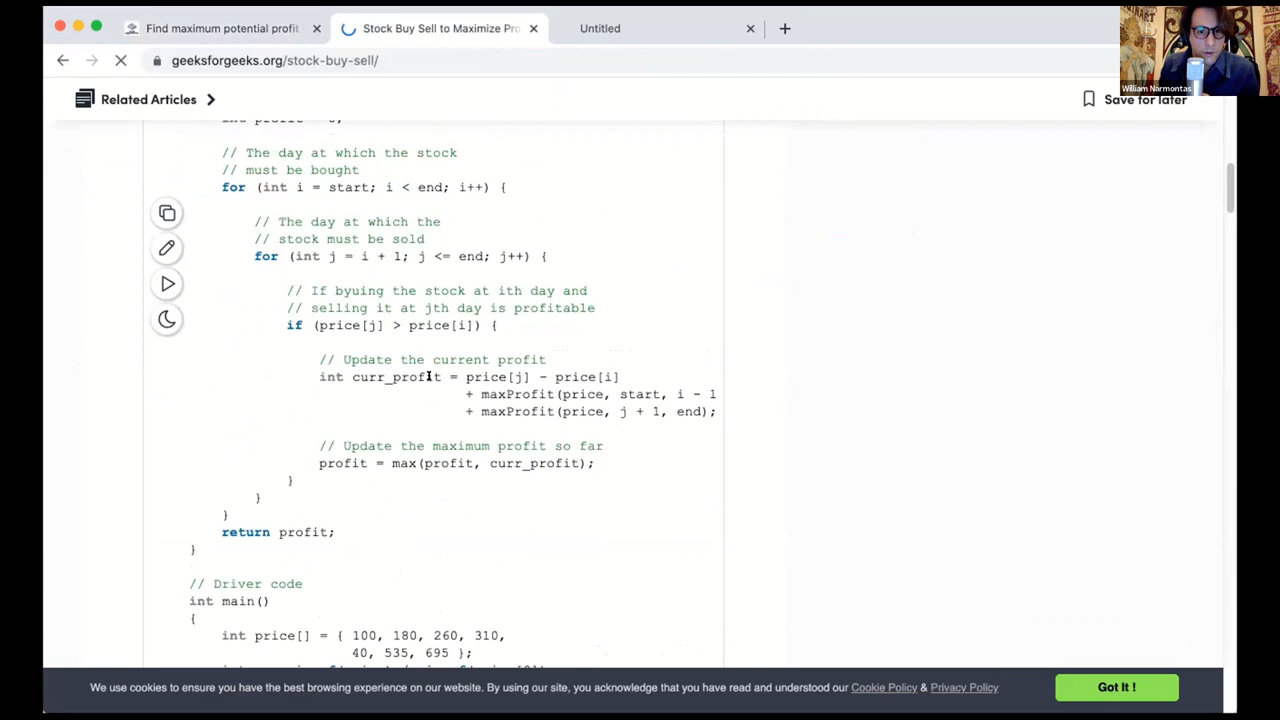 Find maximum potential profit
Stock Buy Sell to Maximize Pro
Untitled
geeksforgeeks.org/stock-buy-sell/
William Narmontas
Related Articles
Save for later
int profit = 0;
// The day at which the stock
// must be bought
for (int i = start; i < end; i++) {
// The day at which the
// stock must be sold
for (int j = i + 1; j <= end; j++) {
// If byuing the stock at ith day and
// selling it at jth day is profitable
if (price[j] > price[i]) {
// Update the current profit
int curr_profit = price[j] - price[i]
+ maxProfit(price, start, i - 1
+ maxProfit(price, j + 1, end);
// Update the maximum profit so far
profit = max(profit, curr_profit);
}
}
}
return profit;
}
// Driver code
int main()
{
int price[] = { 100, 180, 260, 310,
40, 535, 695 };
We use cookies to ensure you have the best browsing experience on our website. By using our site, you acknowledge that you have read and understood our Cookie Policy & Privacy Policy
Got It !